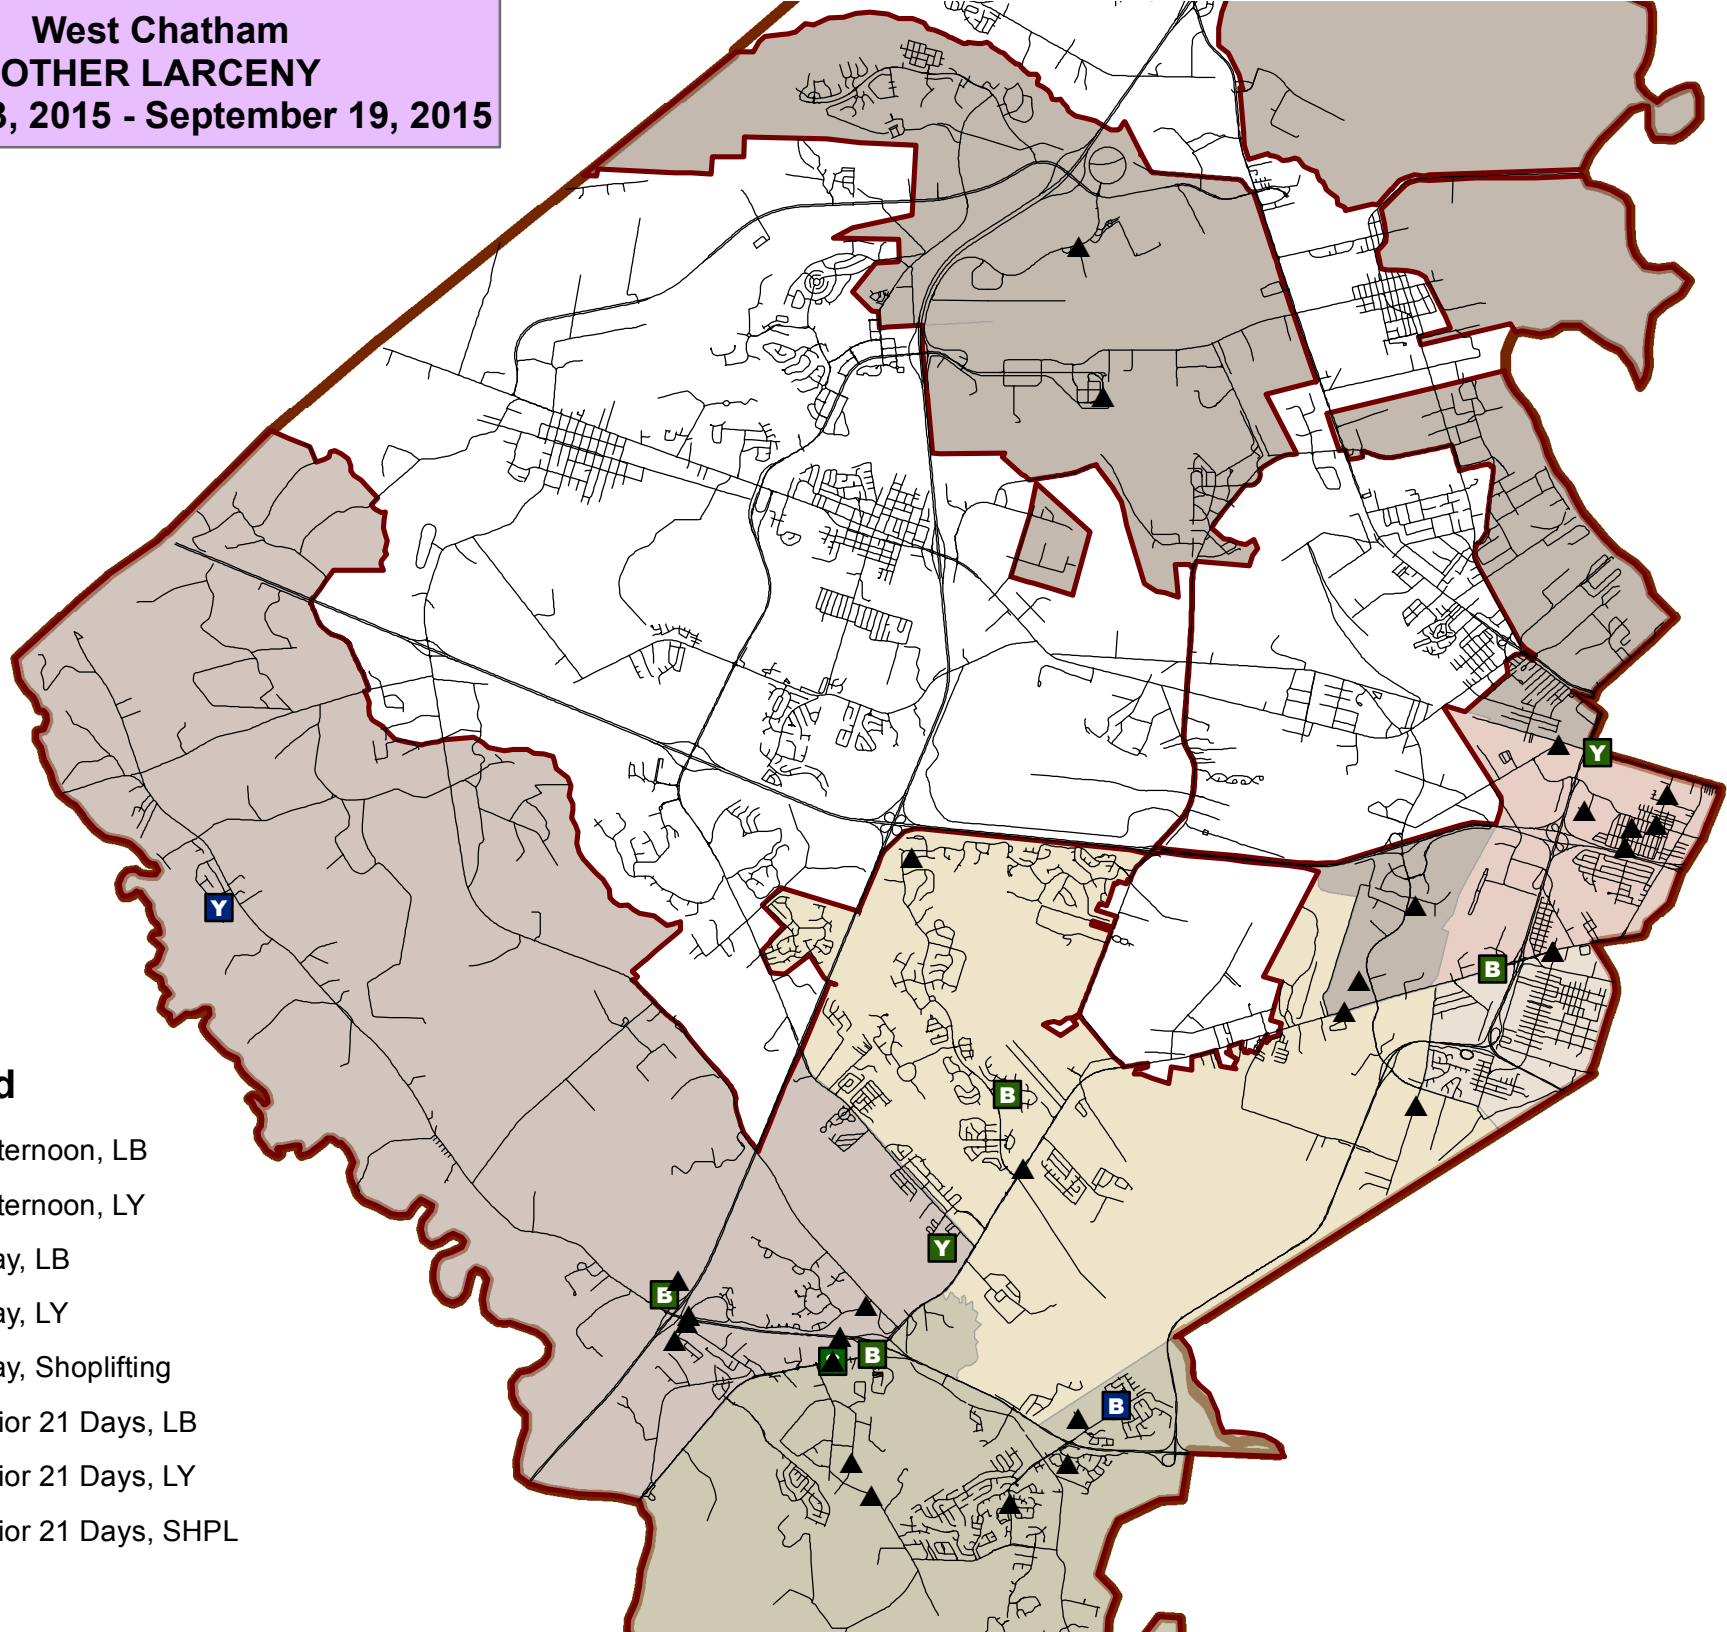 West Chatham
OTHER LARCENY
, 2015 - September 19, 2015
Y
Y
B
d
B
ternoon, LB
ternoon, LY
Y
ay, LB
B
ay, LY
B
ay, Shoplifting
B
ior 21 Days, LB
ior 21 Days, LY
ior 21 Days, SHPL